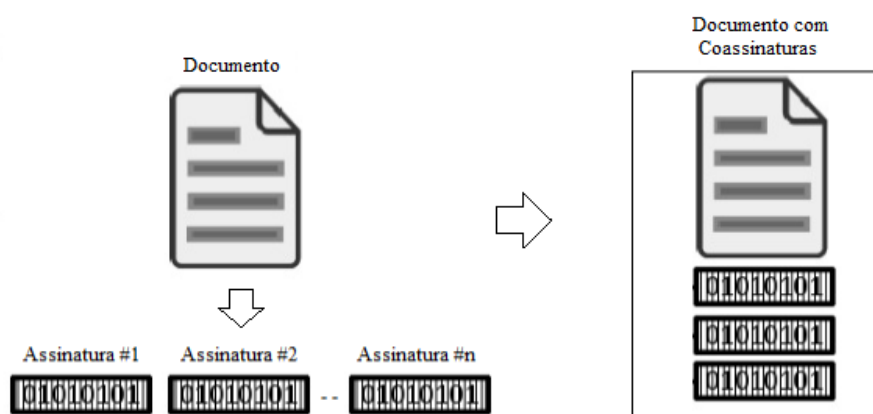 Documento
Assinatura #1
Assinatura #2
Assinatura #n
01010101
01010101
- -
01010101
Documento com
Coassinaturas
01010101
01010101
01010101